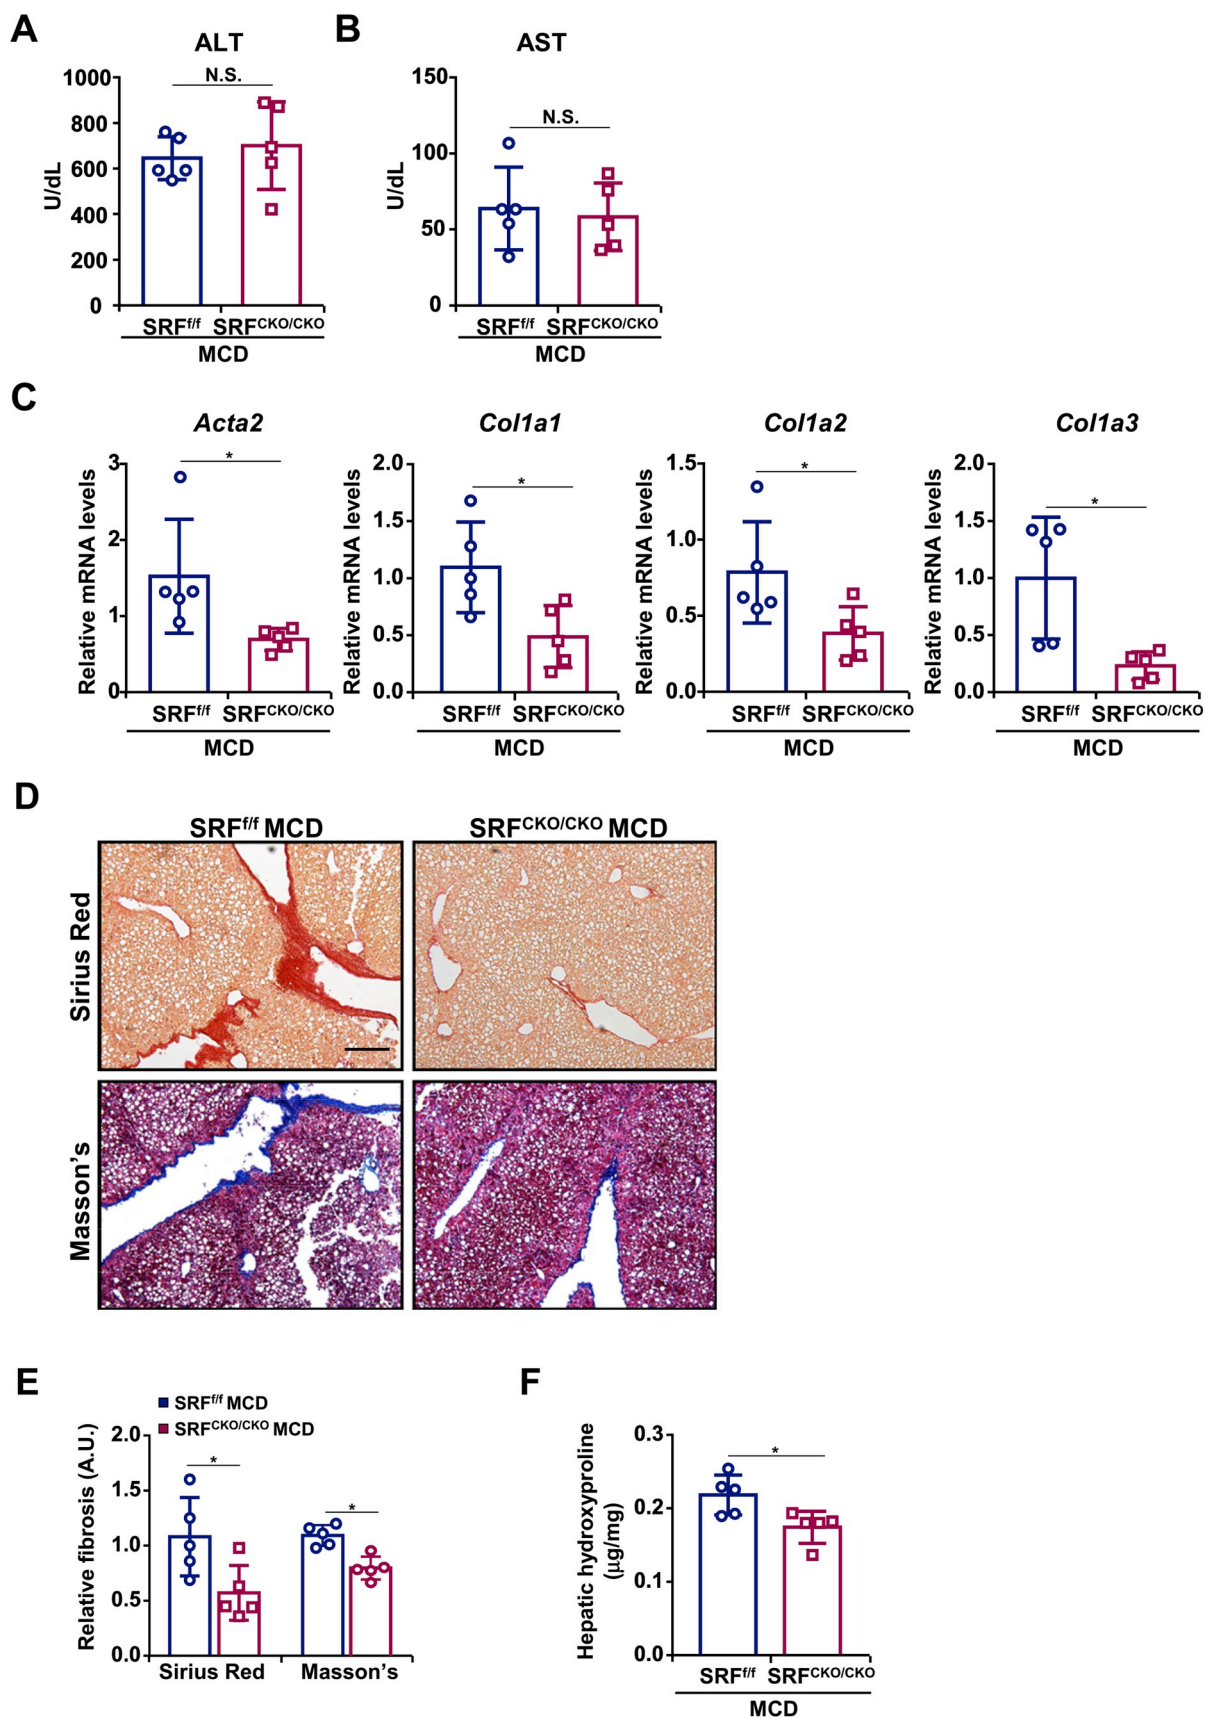 A
B
ALT
AST
N.S.
N.S.
1000
800
600
400
200
0
U/dL
150
100
50
0
U/dL
SRFf/f SRFCKO/CKO
MCD
SRFf/f SRFCKO/CKO
MCD
C
Acta2
Col1a1
Col1a2
Col1a3
*
*
*
*
Relative mRNA levels
3
2
1
0
Relative mRNA levels
2.0
1.5
1.0
0.5
0.0
Relative mRNA levels
1.5
1.0
0.5
0.0
Relative mRNA levels
2.0
1.5
1.0
0.5
0.0
SRFf/f SRFCKO/CKO
MCD
SRFf/f SRFCKO/CKO
MCD
SRFf/f SRFCKO/CKO
MCD
SRFf/f SRFCKO/CKO
MCD
D
SRFf/f MCD
SRFCKO/CKO MCD
Sirius Red
Masson's
E
SRFf/f MCD
SRFCKO/CKO MCD
Relative fibrosis (A.U.)
2.0
1.5
1.0
0.5
0.0
*
*
Sirius Red
Masson's
F
Hepatic hydroxyproline
(µg/mg)
0.3
0.2
0.1
0.0
*
SRFf/f SRFCKO/CKO
MCD